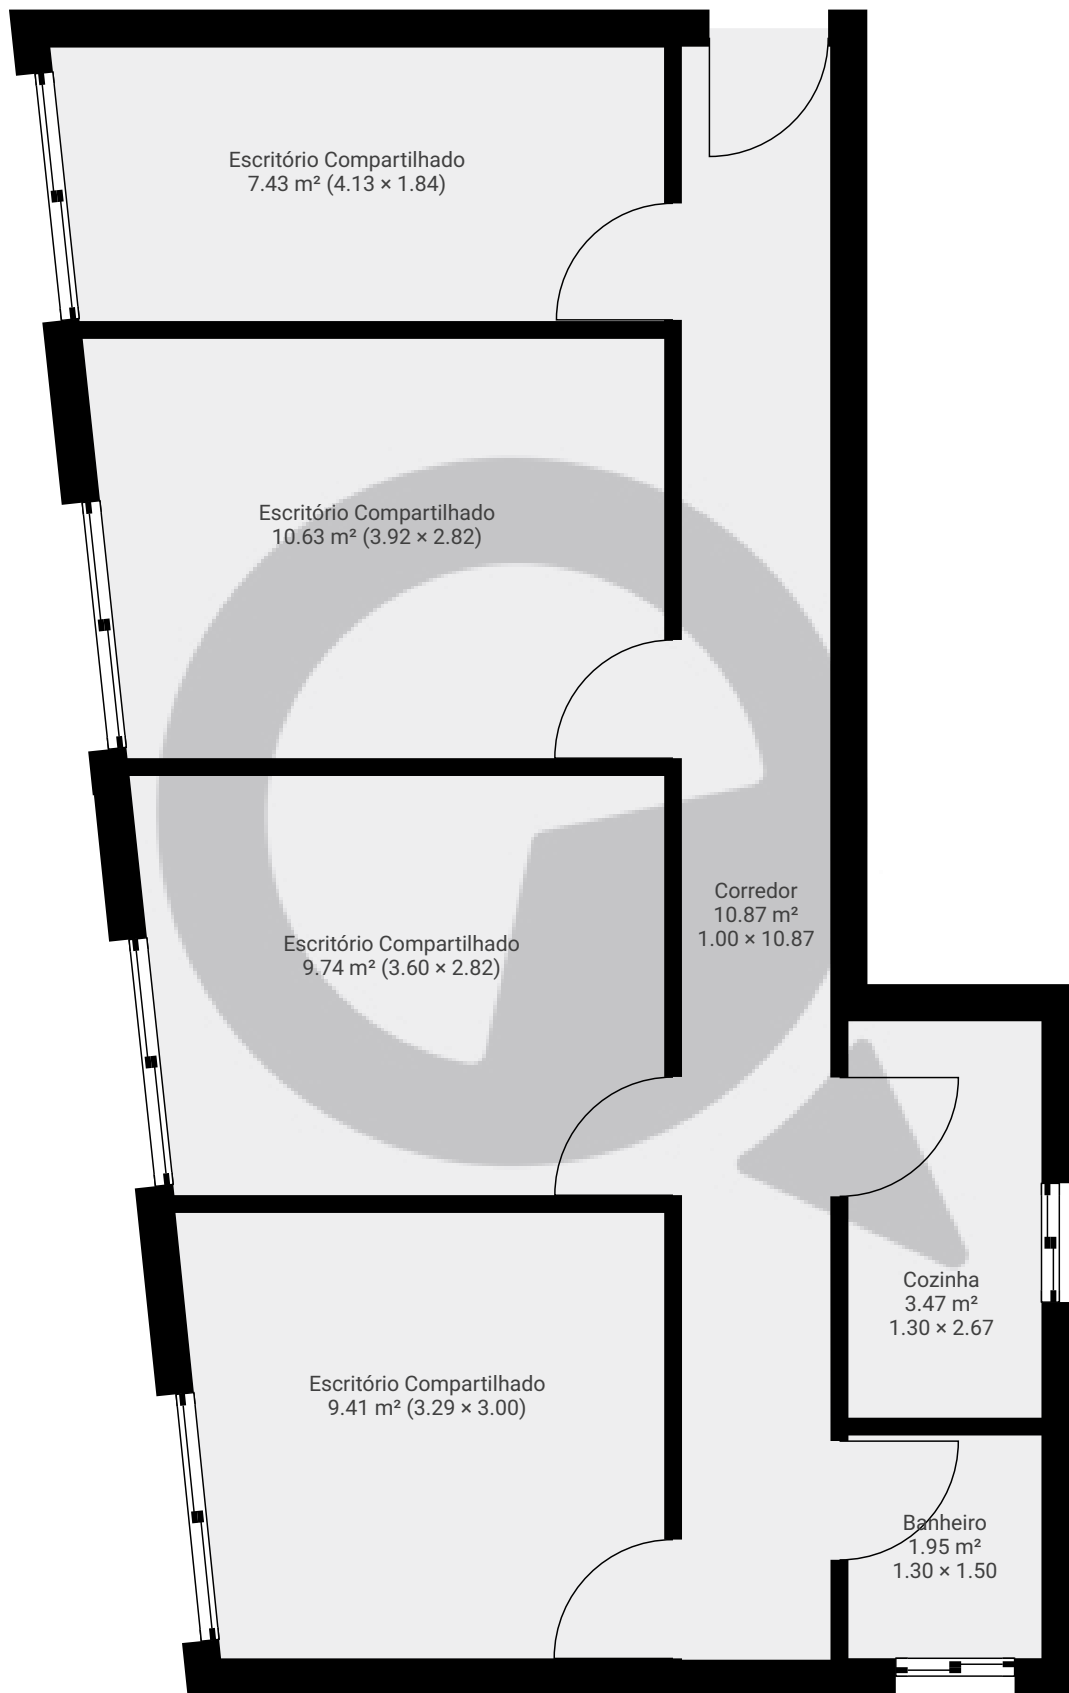 Escritório Compartilhado
7.43 m² (4.13 × 1.84)
Escritório Compartilhado
10.63 m² (3.92 × 2.82)
Corredor
10.87 m²
1.00 × 10.87
Escritório Compartilhado
9.74 m² (3.60 × 2.82)
Cozinha
3.47 m²
1.30 × 2.67
Escritório Compartilhado
9.41 m² (3.29 × 3.00)
Banheiro
1.95 m²
1.30 × 1.50